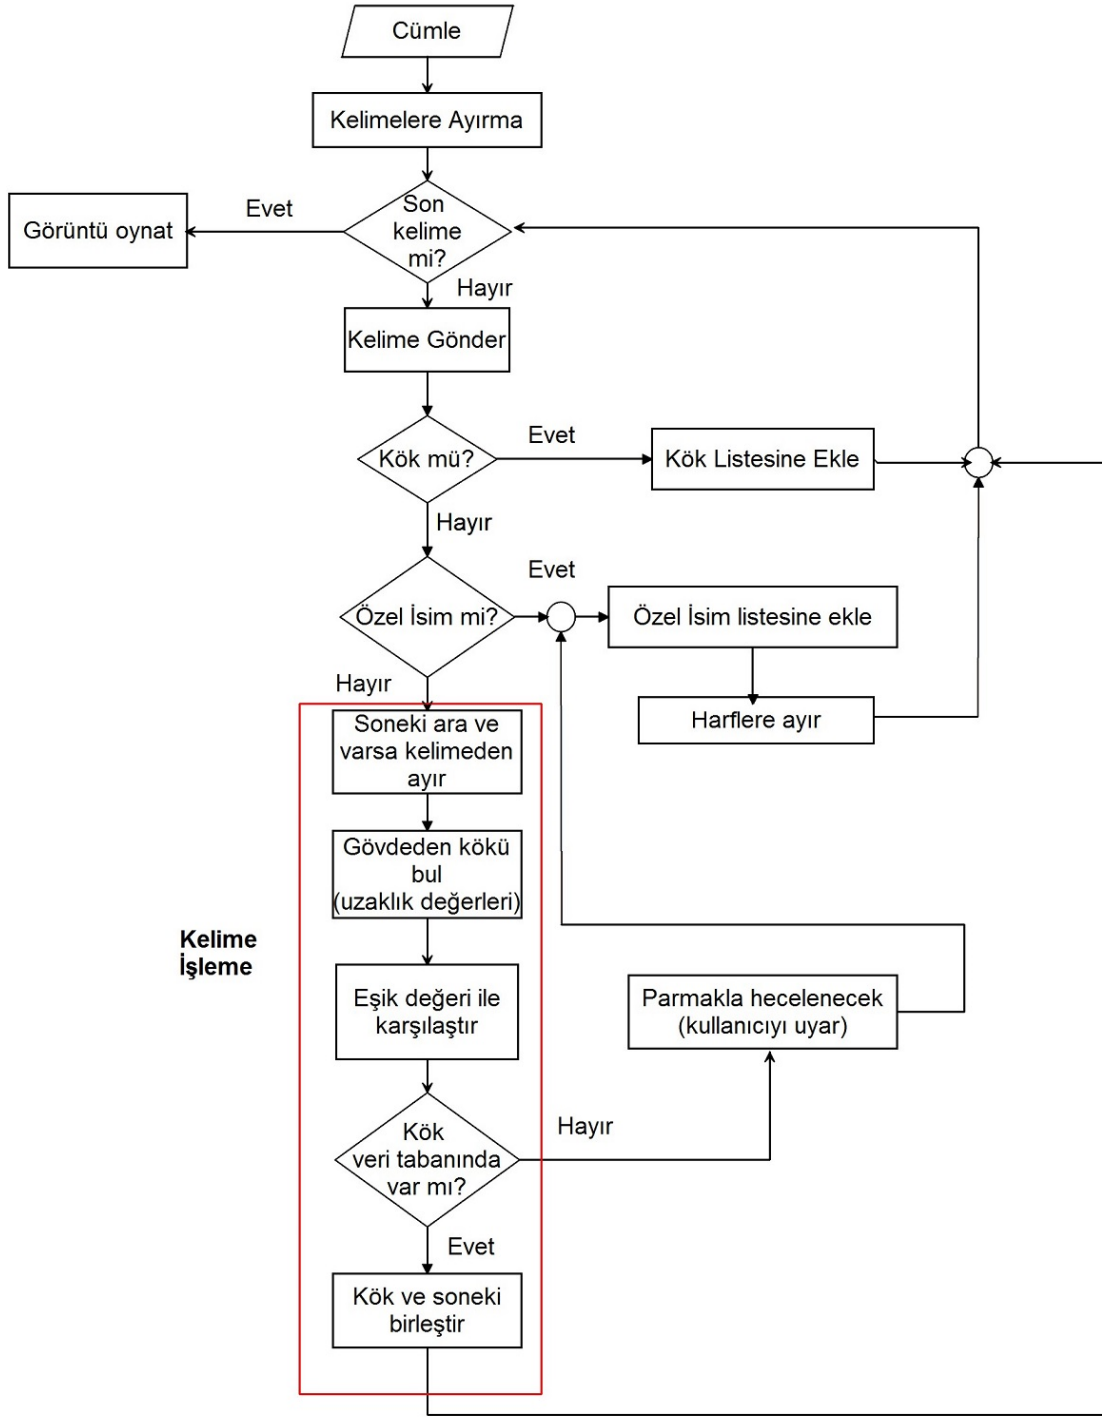 Cümle
Kelimelere Ayırma
Son
kelime
mi?
Evet
Görüntü oynat
Hayır
Kelime Gönder
Kök mü?
Evet
Kök Listesine Ekle
Hayır
Özel İsim mi?
Evet
Özel İsim listesine ekle
Harflere ayır
Hayır
Soneki ara ve
varsa kelimeden
ayır
Gövdeden kökü
bul
(uzaklık değerleri)
Kelime
İşleme
Eşik değeri ile
karşılaştır
Parmakla hecelenecek
(kullanıcıyı uyar)
Kök
veri tabanında
var mı?
Hayır
Evet
Kök ve soneki
birleştir